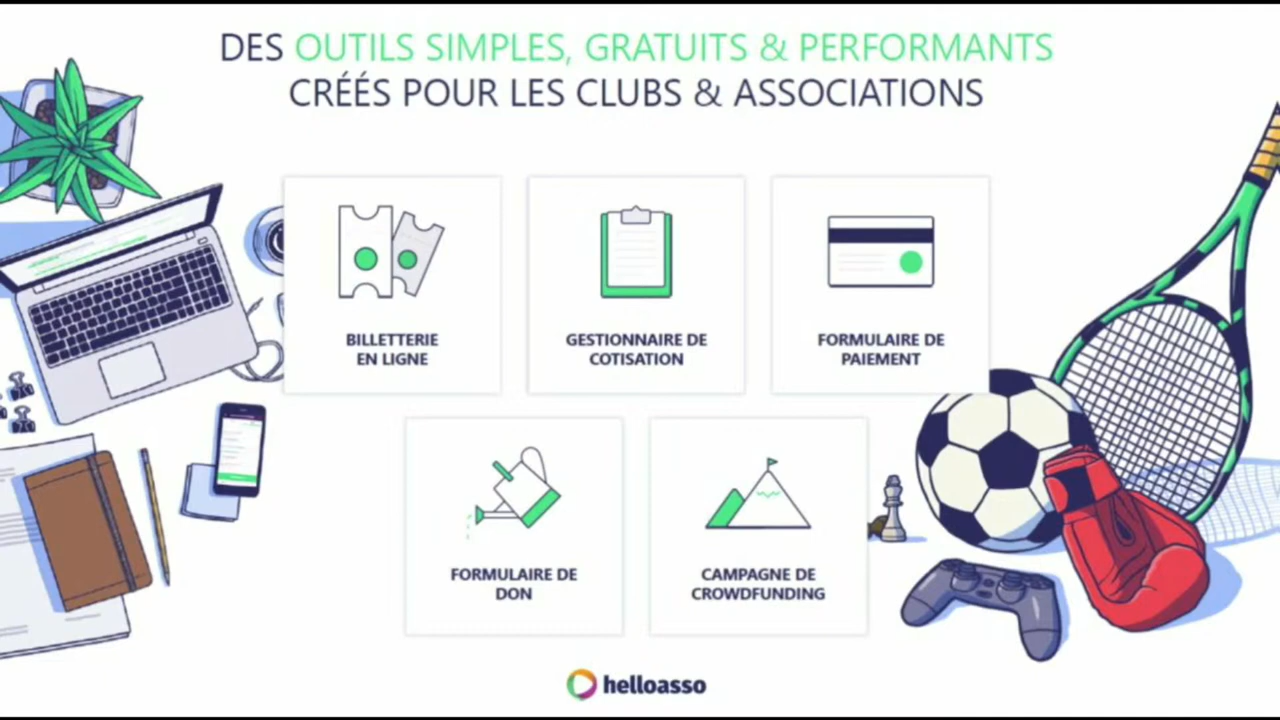 DES OUTILS SIMPLES, GRATUITS & PERFORMANTS
CRÉÉS POUR LES CLUBS & ASSOCIATIONS
BILLETTERIE
EN LIGNE
GESTIONNAIRE DE
COTISATION
FORMULAIRE DE
PAIEMENT
FORMULAIRE DE
DON
CAMPAGNE DE
CROWDFUNDING
helloasso